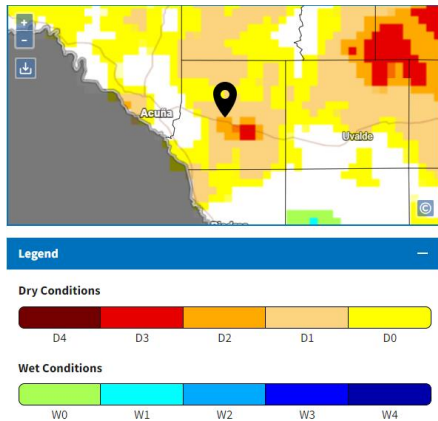 +
-
Acuña
Uvalde
©
Legend
Dry Conditions
D4 D3 D2 D1 D0
Wet Conditions
W0 W1 W2 W3 W4